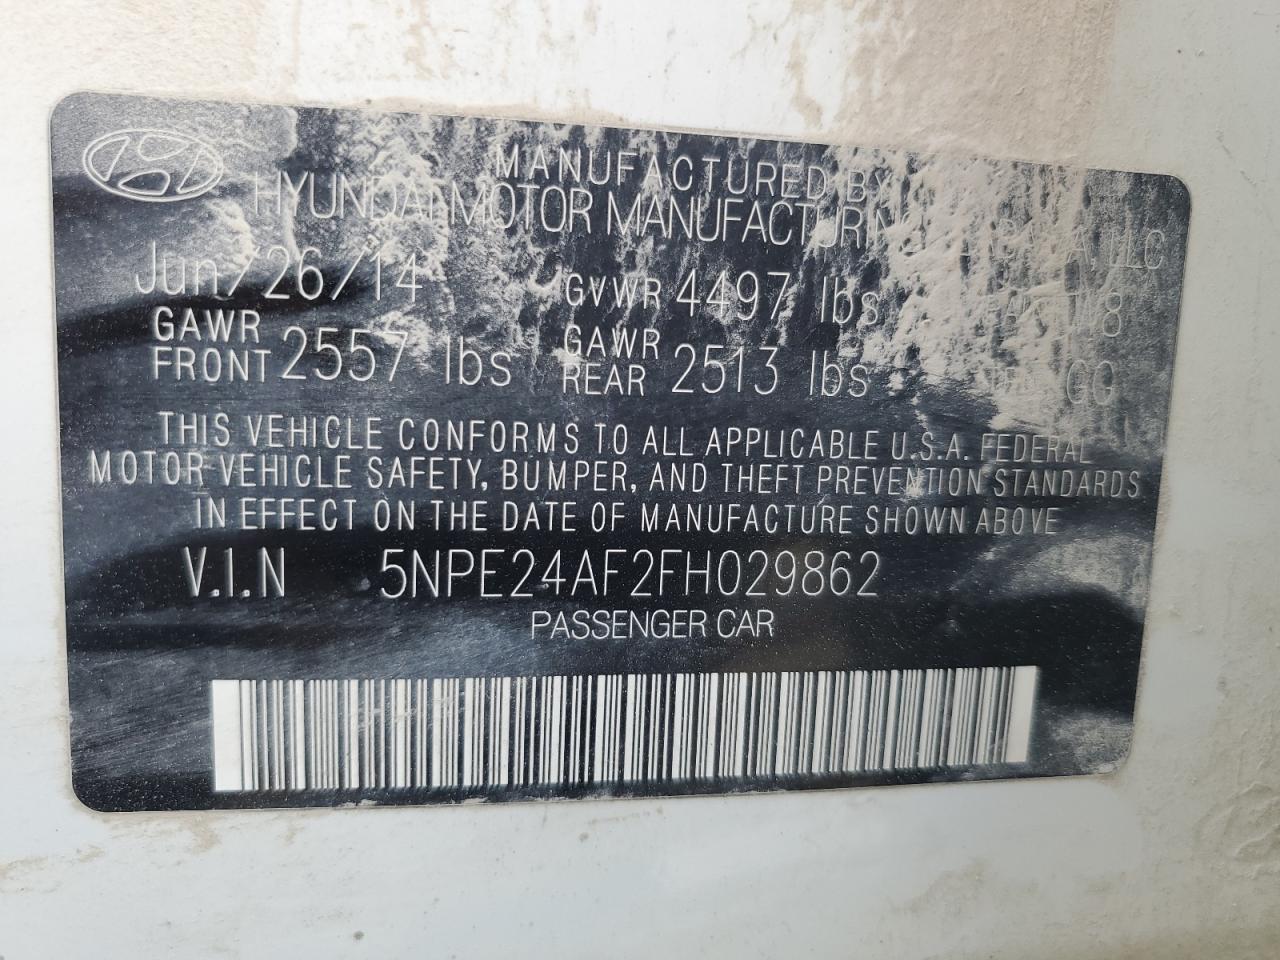 MANUFACTURED BY
HYUNDAI MOTOR MANUFACTURING LLC
Jun/26/14 GVWR 4497 lbs
GAWR FRONT 2557 lbs GAWR REAR 2513 lbs
THIS VEHICLE CONFORMS TO ALL APPLICABLE U.S.A. FEDERAL
MOTOR VEHICLE SAFETY, BUMPER, AND THEFT PREVENTION STANDARDS
IN EFFECT ON THE DATE OF MANUFACTURE SHOWN ABOVE
V.I.N 5NPE24AF2FH029862
PASSENGER CAR